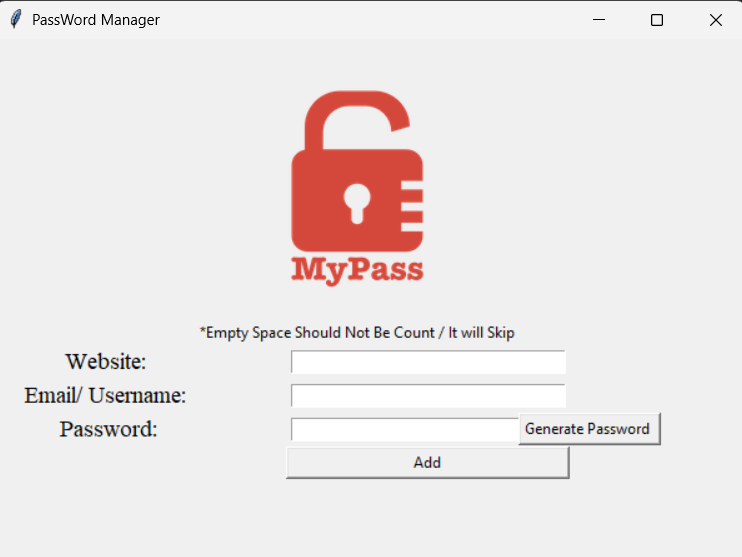 PassWord Manager
MyPass
*Empty Space Should Not Be Count / It will Skip
Website:
Email/ Username:
Password:
Generate Password
Add